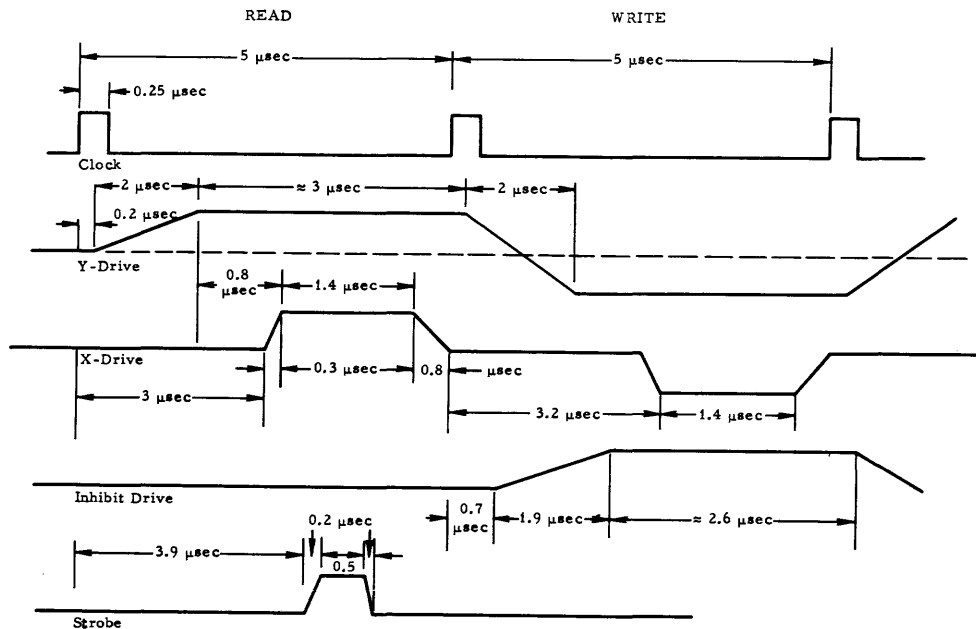 READ WRITE
5 μsec 5 μsec
0.25 μsec
Clock
2 μsec ≈ 3 μsec 2 μsec
0.2 μsec
Y-Drive
0.8 μsec 1.4 μsec
X-Drive
0.3 μsec 0.8 μsec
3 μsec
3.2 μsec 1.4 μsec
Inhibit Drive
0.7 μsec 1.9 μsec ≈ 2.6 μsec
0.2 μsec
3.9 μsec
0.5
Strobe